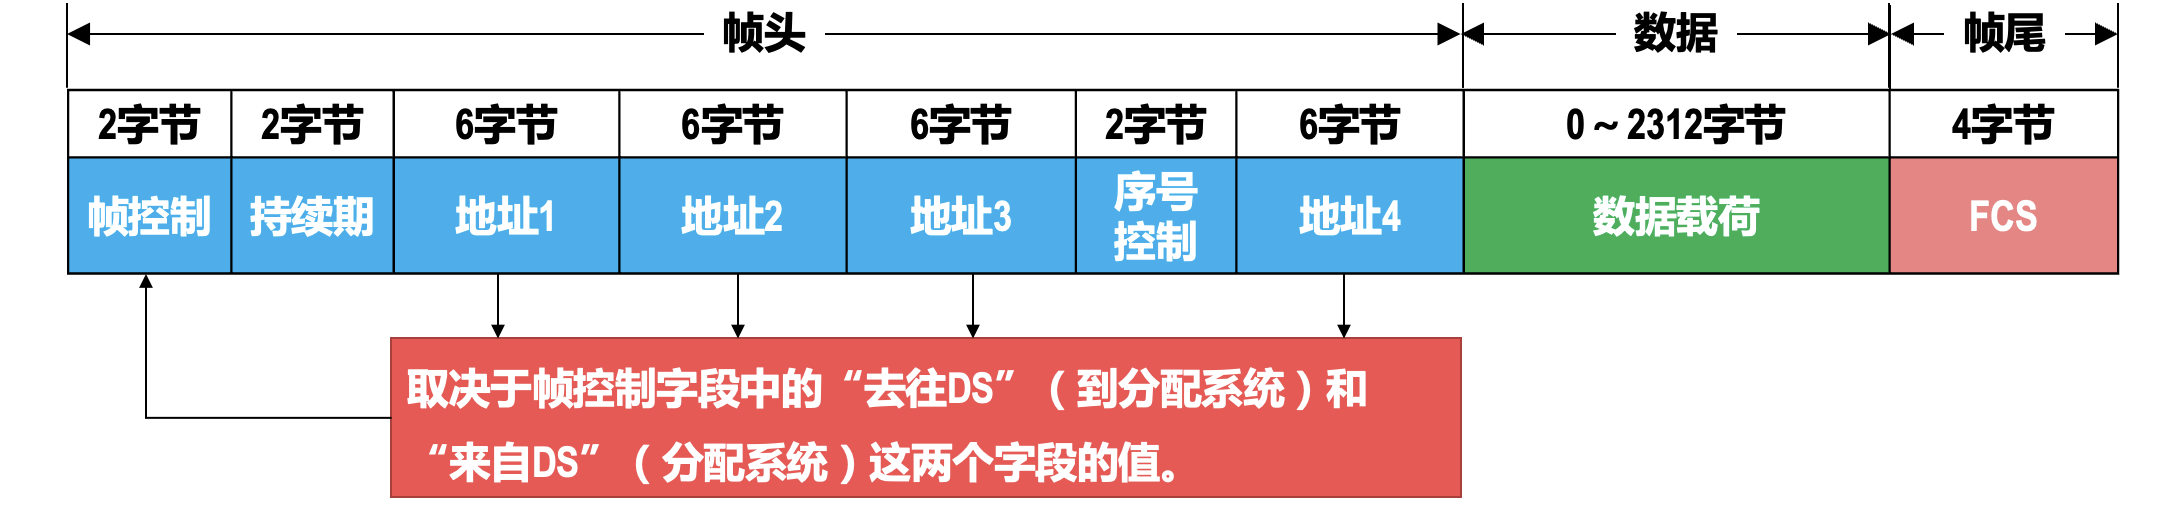 帧头 数据 帧尾
2字节 2字节 6字节 6字节 6字节 2字节 6字节 0～2312字节 4字节
帧控制 持续期 地址1 地址2 地址3 序号控制 地址4 数据载荷 FCS
取决于帧控制字段中的“去往DS”（到分配系统）和
“来自DS”（分配系统）这两个字段的值。